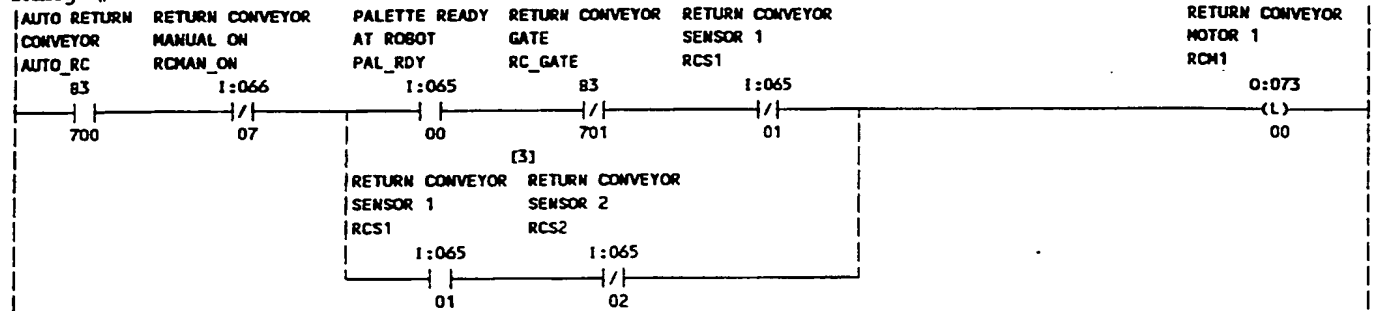 AUTO RETURN RETURN CONVEYOR PALETTE READY RETURN CONVEYOR RETURN CONVEYOR RETURN CONVEYOR
CONVEYOR MANUAL ON AT ROBOT GATE SENSOR 1 MOTOR 1
AUTO_RC RCMAN_ON PAL_RDY RC_GATE RCS1 RCM1
B3 I:066 I:065 B3 I:065 O:073
(L)
700 07 00 701 01 00
[3]
RETURN CONVEYOR RETURN CONVEYOR
SENSOR 1 SENSOR 2
RCS1 RCS2
I:065 I:065
01 02